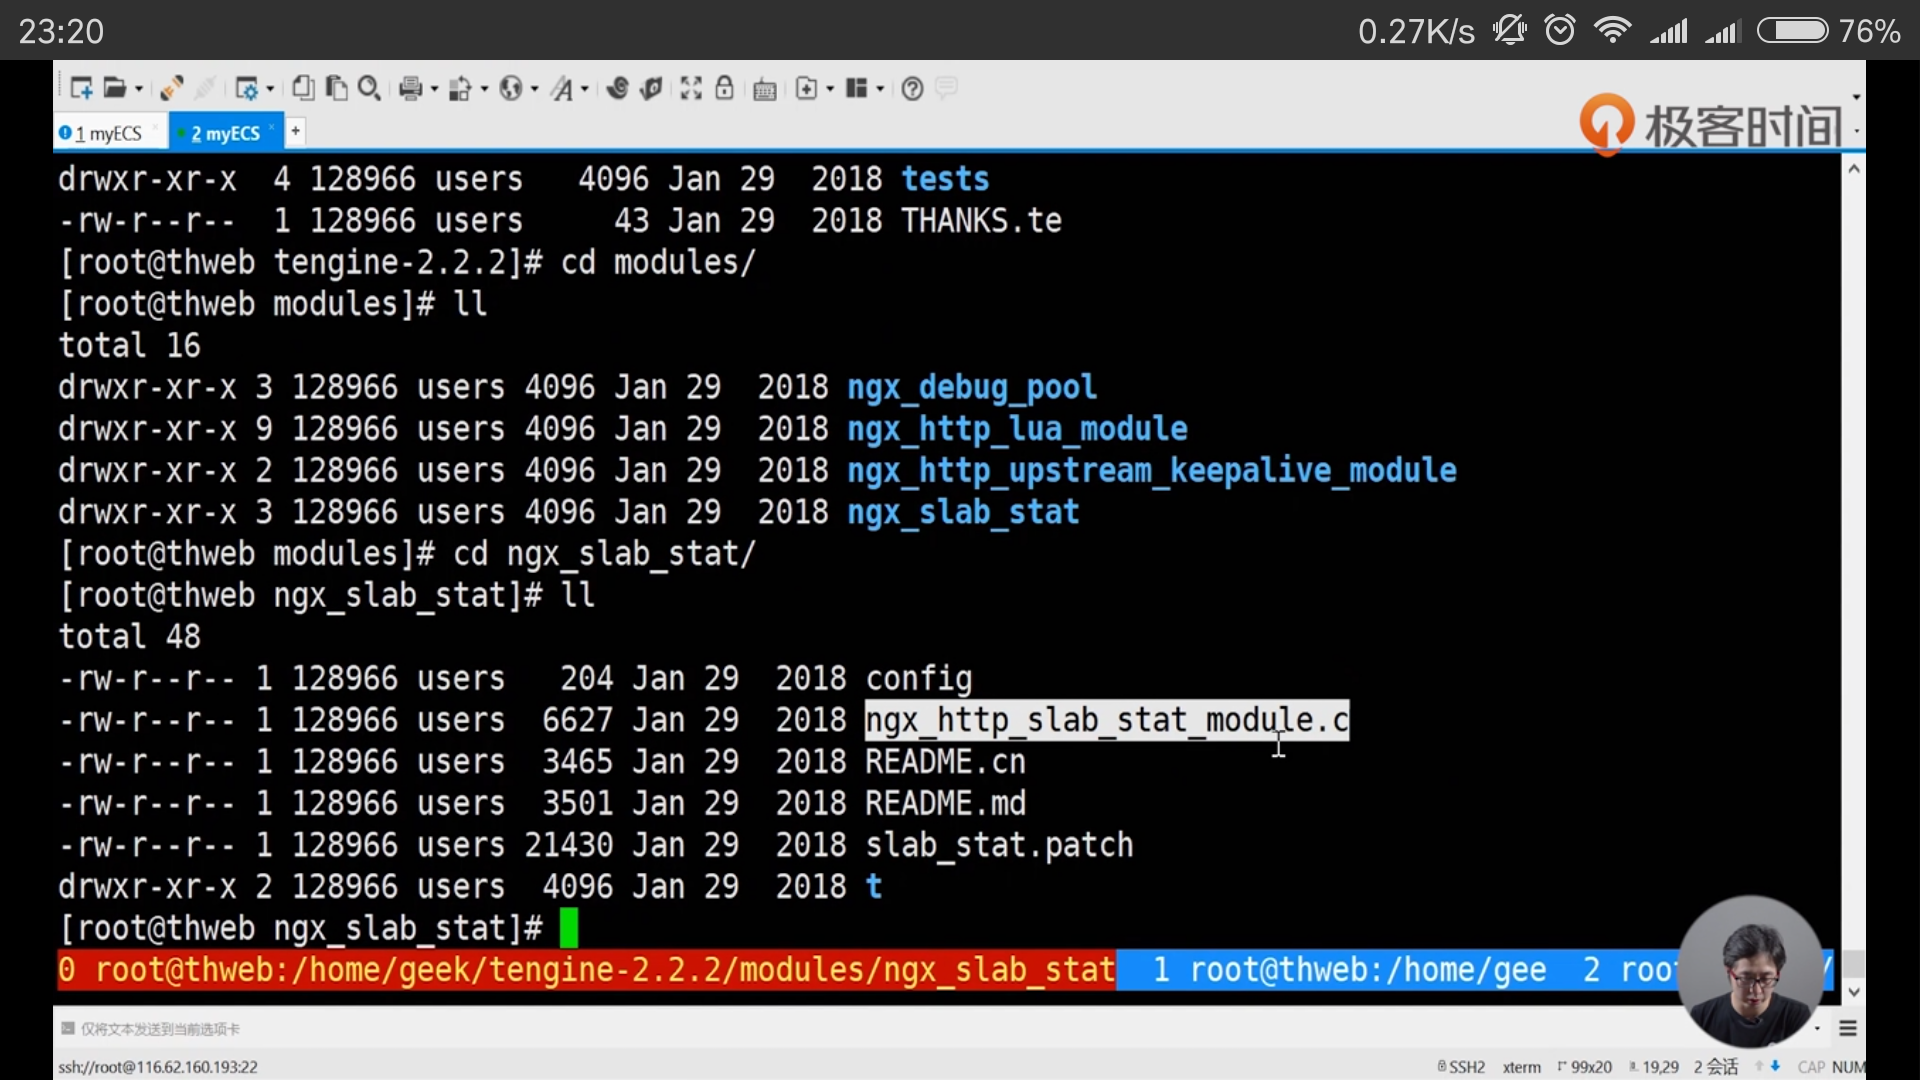 23:20 0.27K/s 76%
1 myECS 2 myECS +
极客时间
drwxr-xr-x 4 128966 users 4096 Jan 29 2018 tests
-rw-r--r-- 1 128966 users 43 Jan 29 2018 THANKS.te
[root@thweb tengine-2.2.2]# cd modules/
[root@thweb modules]# ll
total 16
drwxr-xr-x 3 128966 users 4096 Jan 29 2018 ngx_debug_pool
drwxr-xr-x 9 128966 users 4096 Jan 29 2018 ngx_http_lua_module
drwxr-xr-x 2 128966 users 4096 Jan 29 2018 ngx_http_upstream_keepalive_module
drwxr-xr-x 3 128966 users 4096 Jan 29 2018 ngx_slab_stat
[root@thweb modules]# cd ngx_slab_stat/
[root@thweb ngx_slab_stat]# ll
total 48
-rw-r--r-- 1 128966 users 204 Jan 29 2018 config
-rw-r--r-- 1 128966 users 6627 Jan 29 2018 ngx_http_slab_stat_module.c
-rw-r--r-- 1 128966 users 3465 Jan 29 2018 README.cn
-rw-r--r-- 1 128966 users 3501 Jan 29 2018 README.md
-rw-r--r-- 1 128966 users 21430 Jan 29 2018 slab_stat.patch
drwxr-xr-x 2 128966 users 4096 Jan 29 2018 t
[root@thweb ngx_slab_stat]#
0 root@thweb:/home/geek/tengine-2.2.2/modules/ngx_slab_stat 1 root@thweb:/home/gee 2 roo
仅将文本发送到当前选项卡
ssh://root@116.62.160.193:22 SSH2 xterm 99x20 19,29 2 会话 CAP NUM